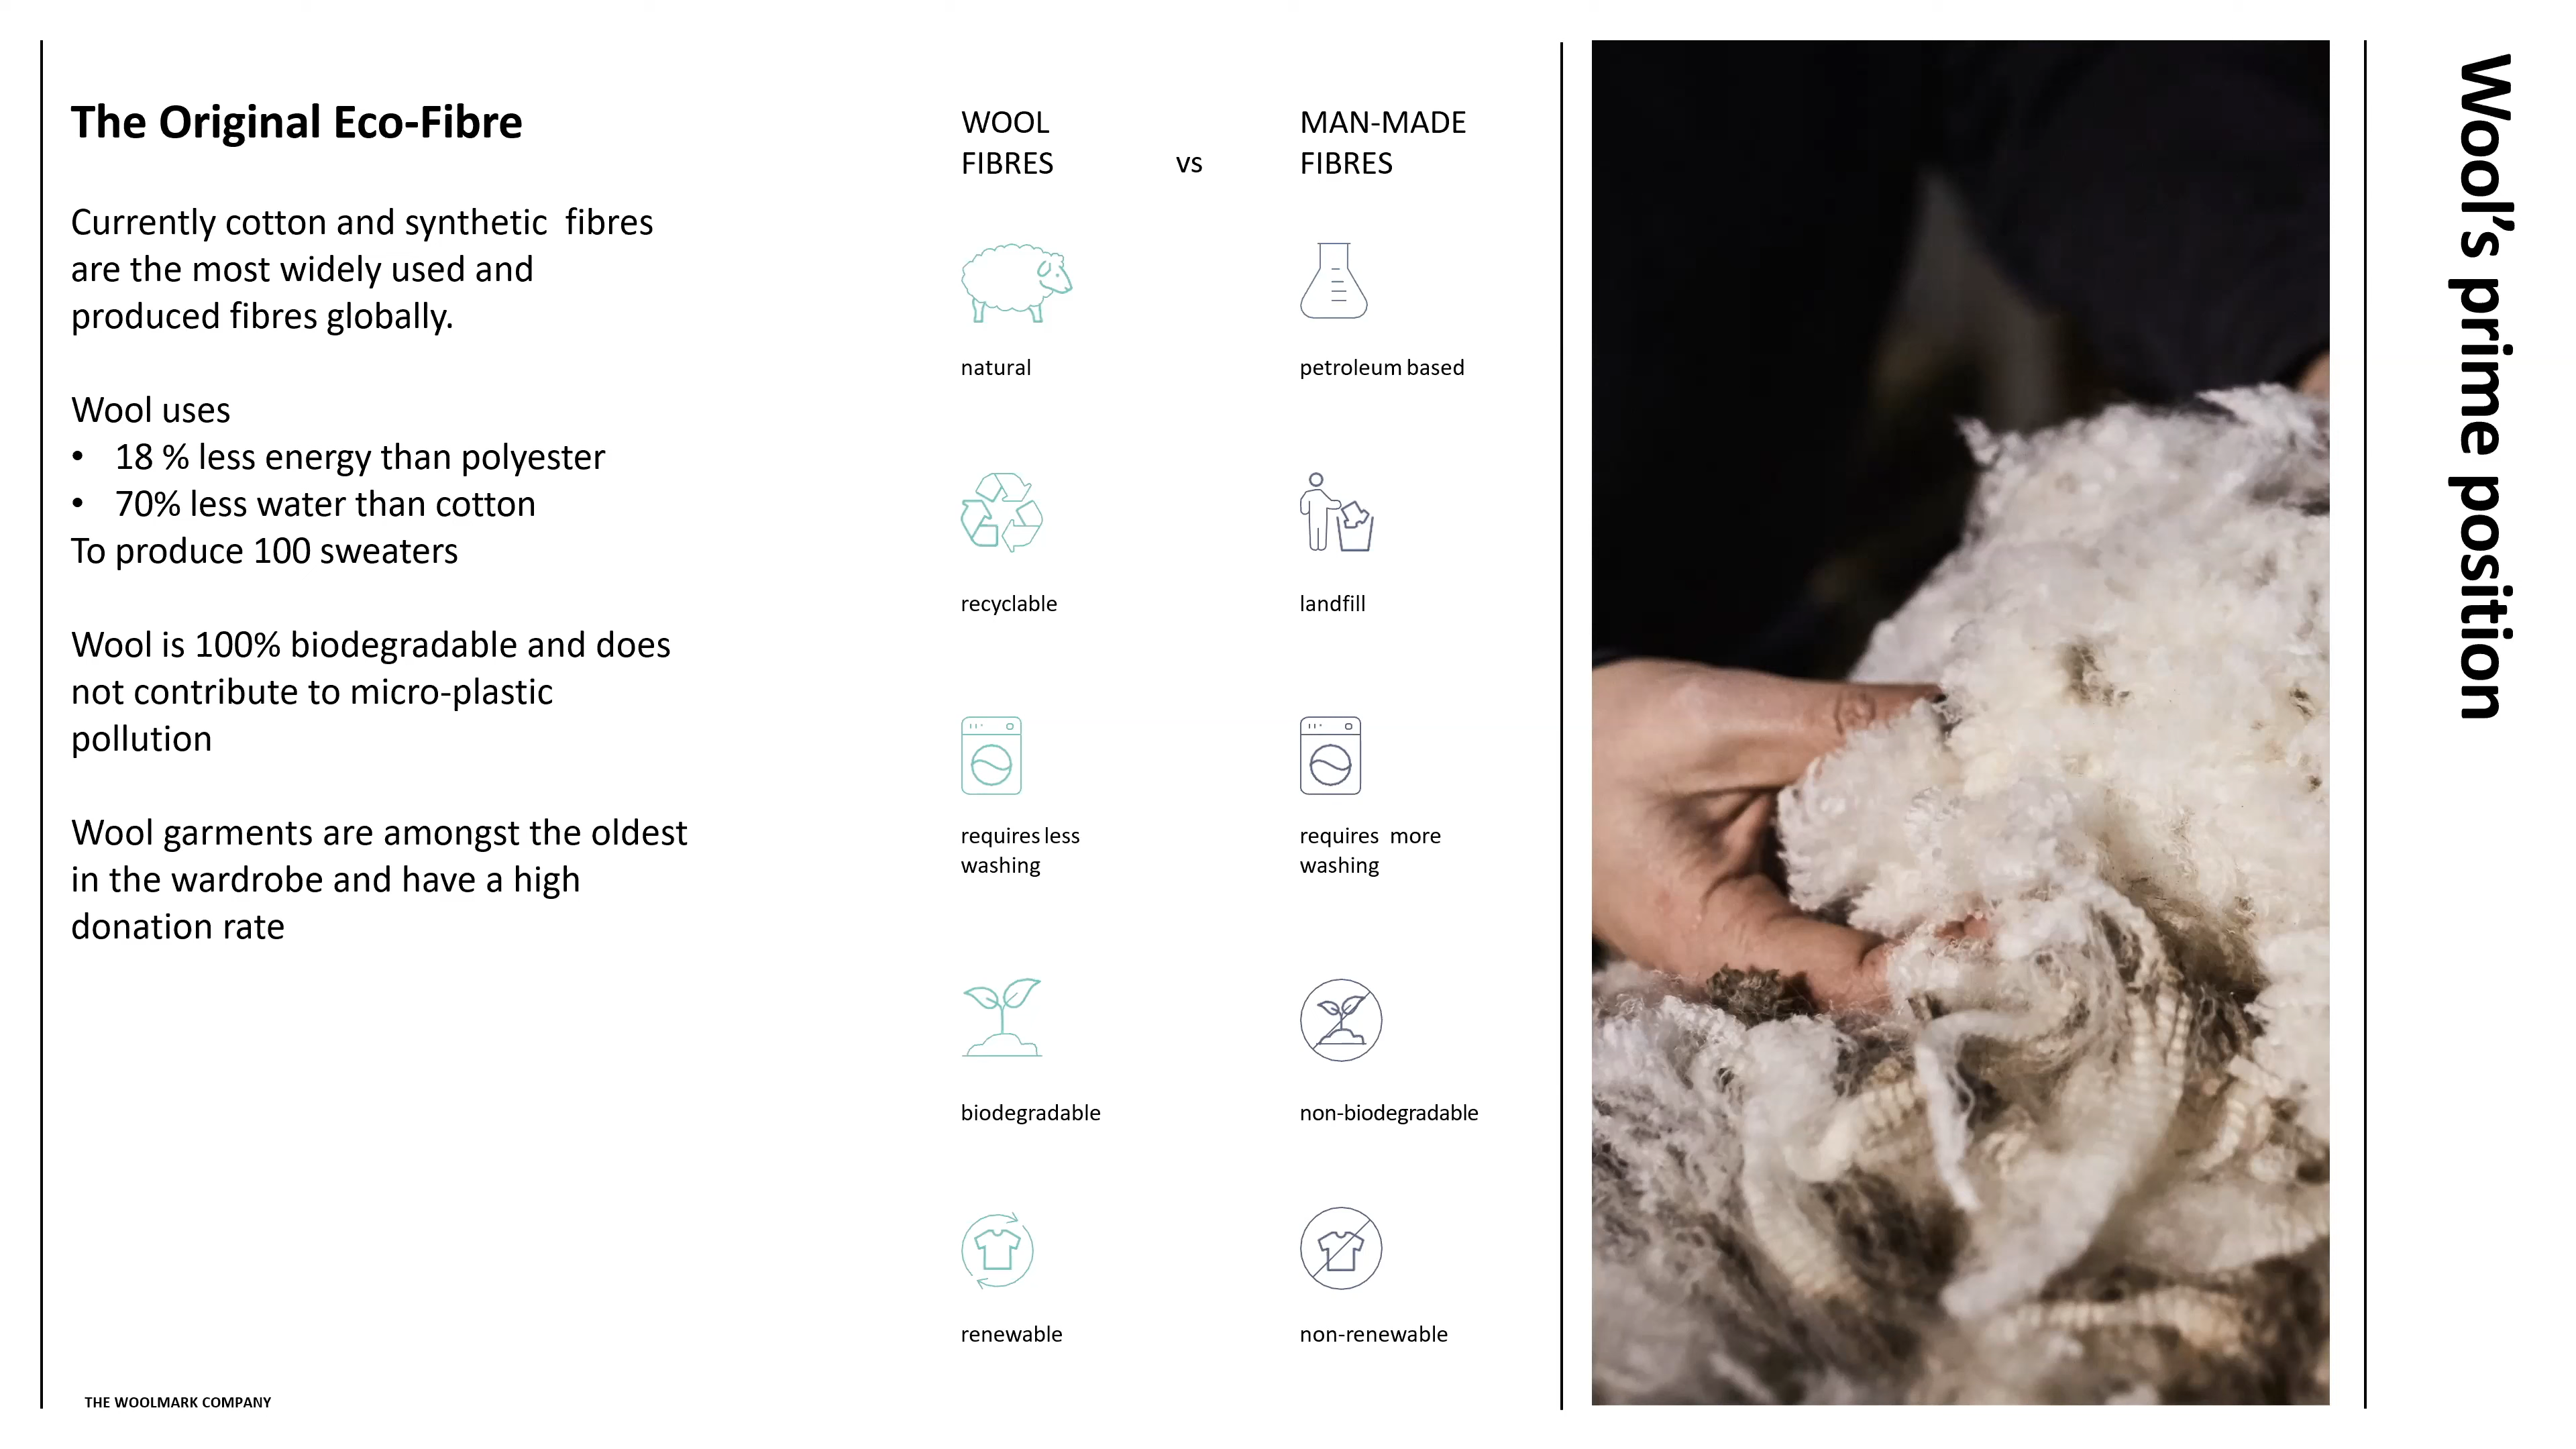 The Original Eco-Fibre
Currently cotton and synthetic  fibres
are the most widely used and
produced fibres globally.
Wool uses
• 18 % less energy than polyester
• 70% less water than cotton
To produce 100 sweaters
Wool is 100% biodegradable and does
not contribute to micro-plastic
pollution
Wool garments are amongst the oldest
in the wardrobe and have a high
donation rate
THE WOOLMARK COMPANY
WOOL
FIBRES
vs
MAN-MADE
FIBRES
natural
petroleum based
recyclable
landfill
requires less
washing
requires  more
washing
biodegradable
non-biodegradable
renewable
non-renewable
Wool's prime position